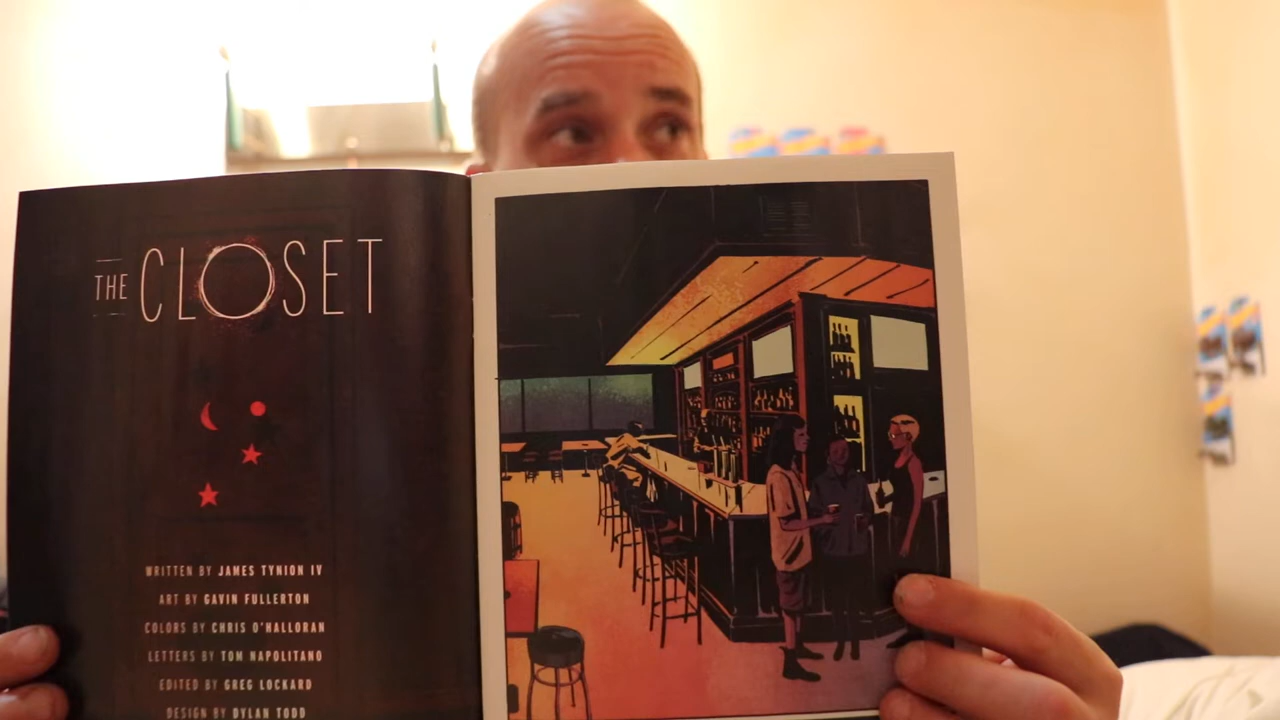 THE CLOSET
WRITTEN BY JAMES TYNION IV
ART BY GAVIN FULLERTON
COLORS BY CHRIS O'HALLORAN
LETTERS BY TOM NAPOLITANO
EDITED BY GREG LOCKARD
DESIGN BY DYLAN TODD